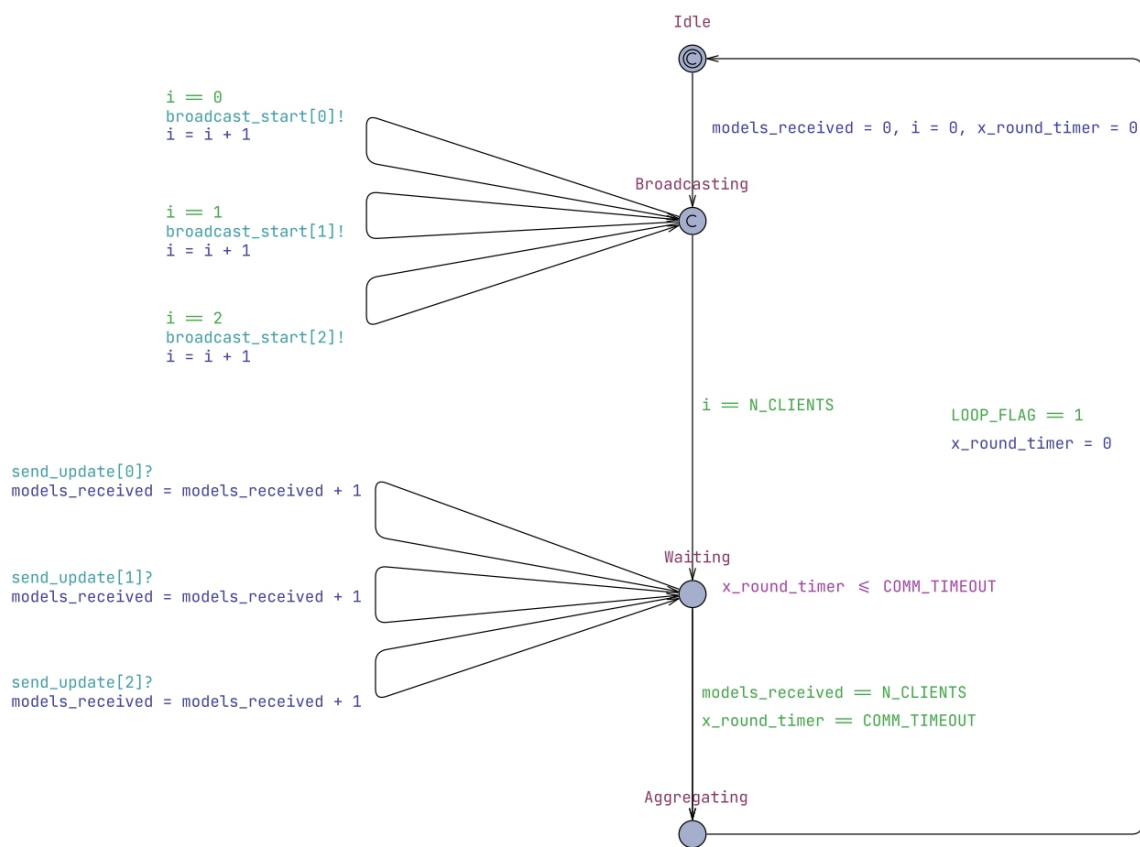 Idle
i == 0
broadcast_start[0]!
i = i + 1
models_received = 0, i = 0, x_round_timer = 0
Broadcasting
C
C
i == 1
broadcast_start[1]!
i = i + 1
i == 2
broadcast_start[2]!
i = i + 1
i == N_CLIENTS
LOOP_FLAG == 1
x_round_timer = 0
send_update[0]?
models_received = models_received + 1
Waiting
send_update[1]?
models_received = models_received + 1
x_round_timer ⩽ COMM_TIMEOUT
send_update[2]?
models_received = models_received + 1
models_received == N_CLIENTS
x_round_timer == COMM_TIMEOUT
Aggregating